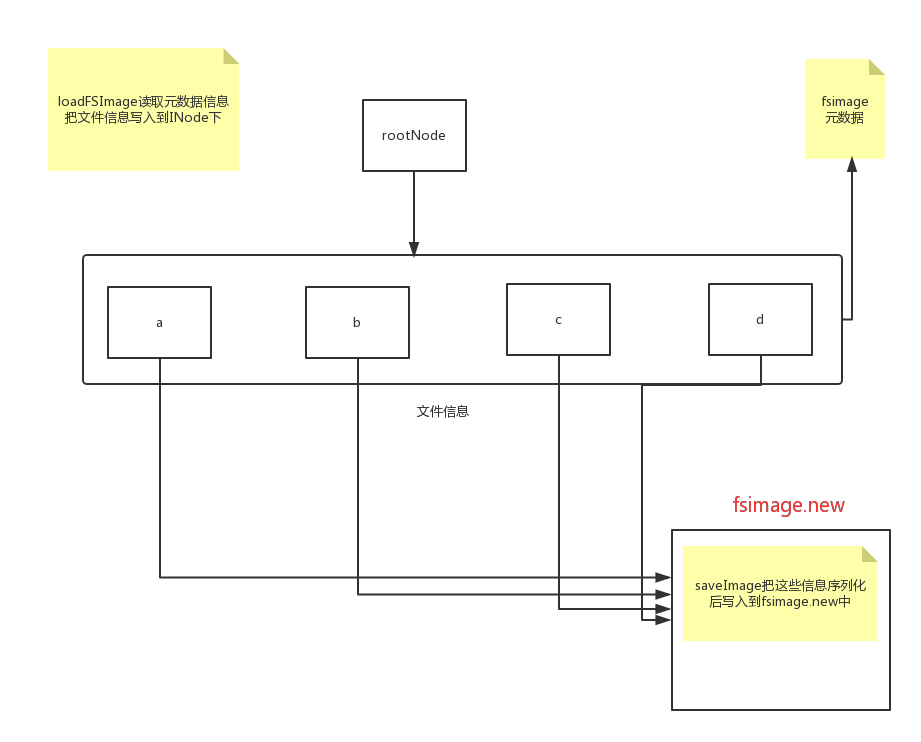 loadFSImage读取元数据信息
把文件信息写入到INode下
rootNode
fsimage
元数据
a
b
c
d
文件信息
fsimage.new
saveImage把这些信息序列化
后写入到fsimage.new中